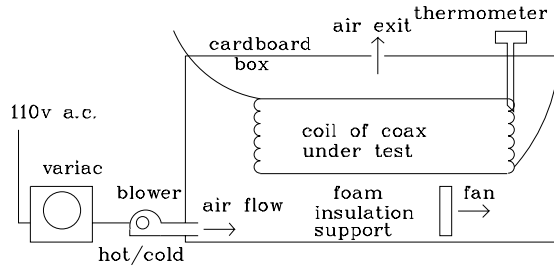 thermometer
air exit
cardboard
box
110v a.c.
coil of coax
under test
variac
blower
air flow
foam
insulation
support
fan
hot/cold